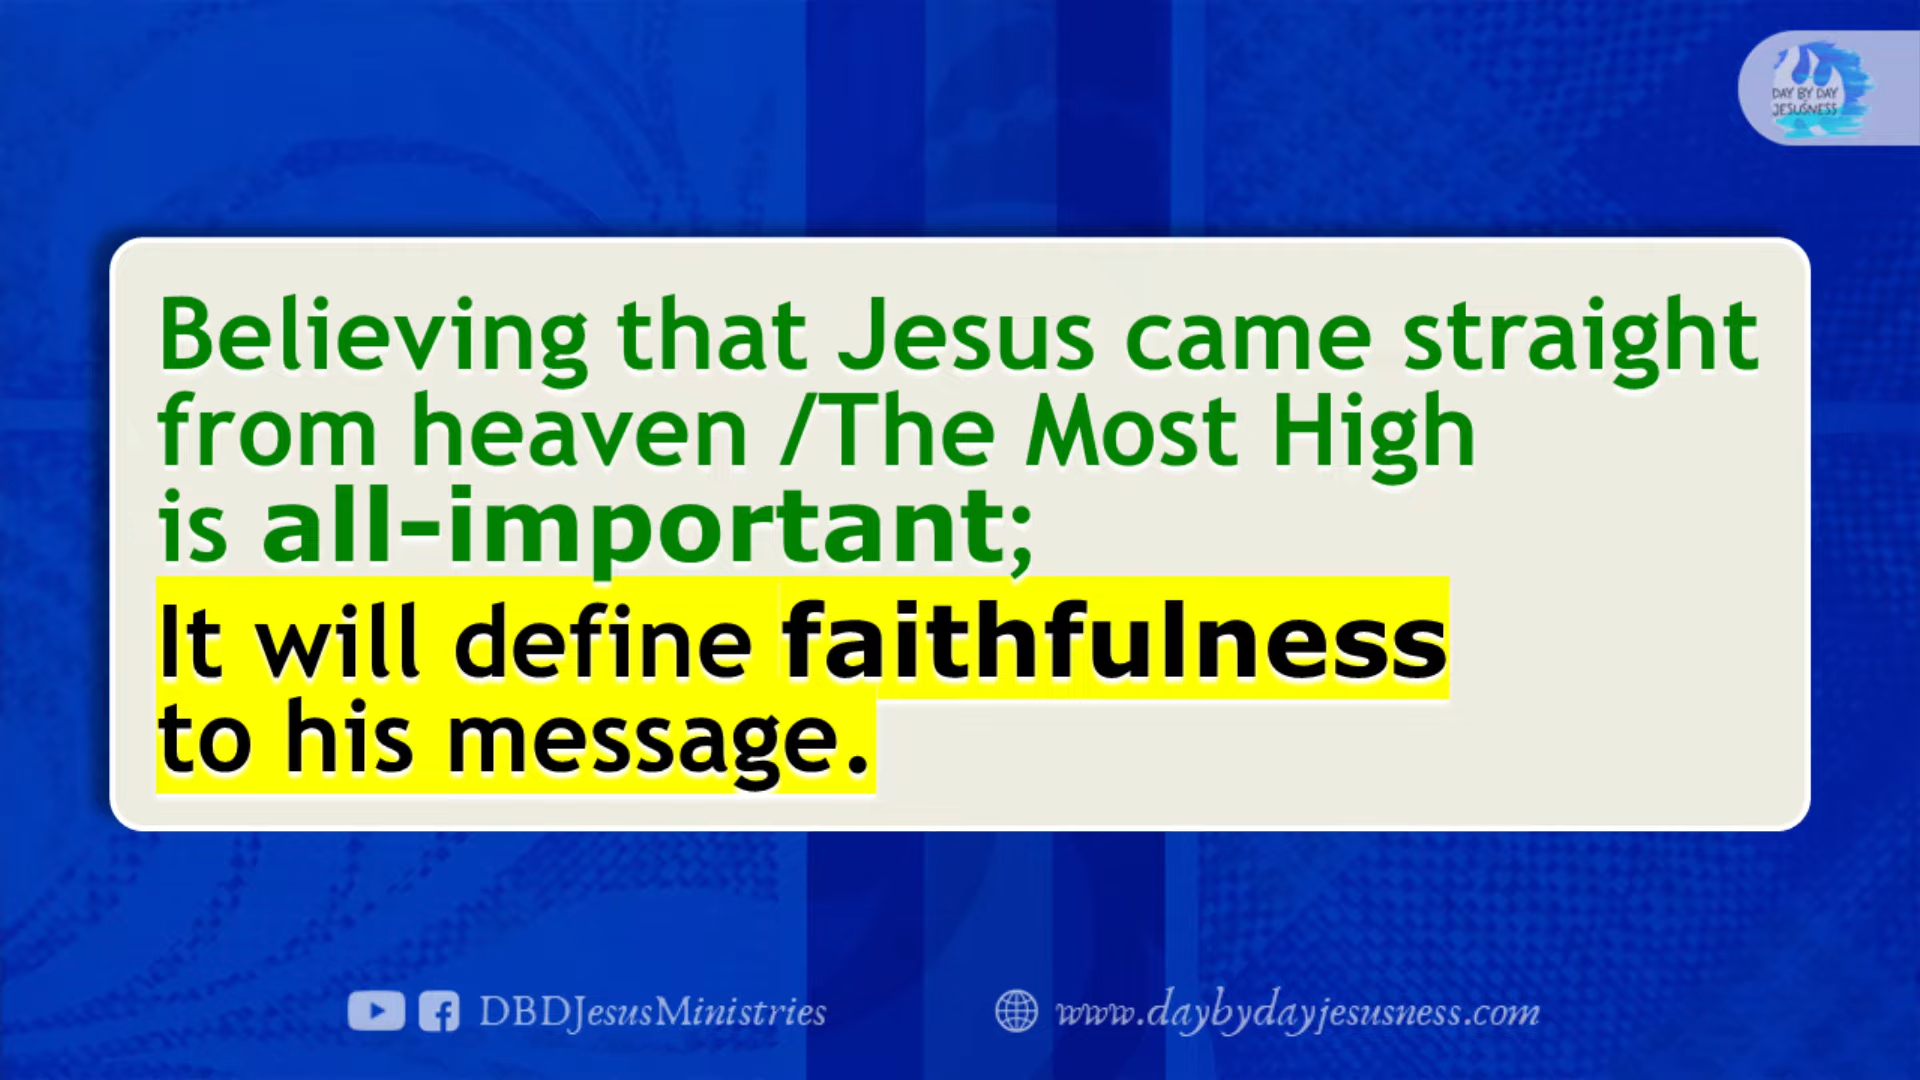 DAY BY DAY
JESUSNESS
Believing that Jesus came straight
from heaven /The Most High
is all-important;
It will define faithfulness
to his message.
DBDJesusMinistries
www.daybydayjesusness.com